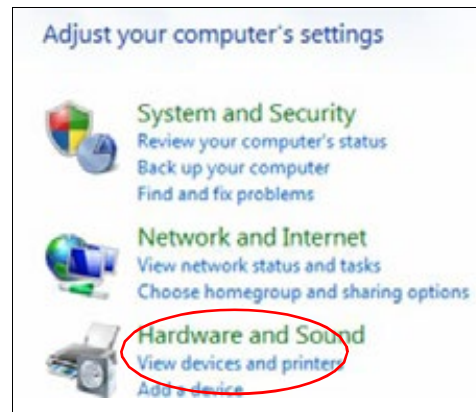 Adjust your computer's settings
System and Security
Review your computer's status
Back up your computer
Find and fix problems
Network and Internet
View network status and tasks
Choose homegroup and sharing options
Hardware and Sound
View devices and printers
Add a device